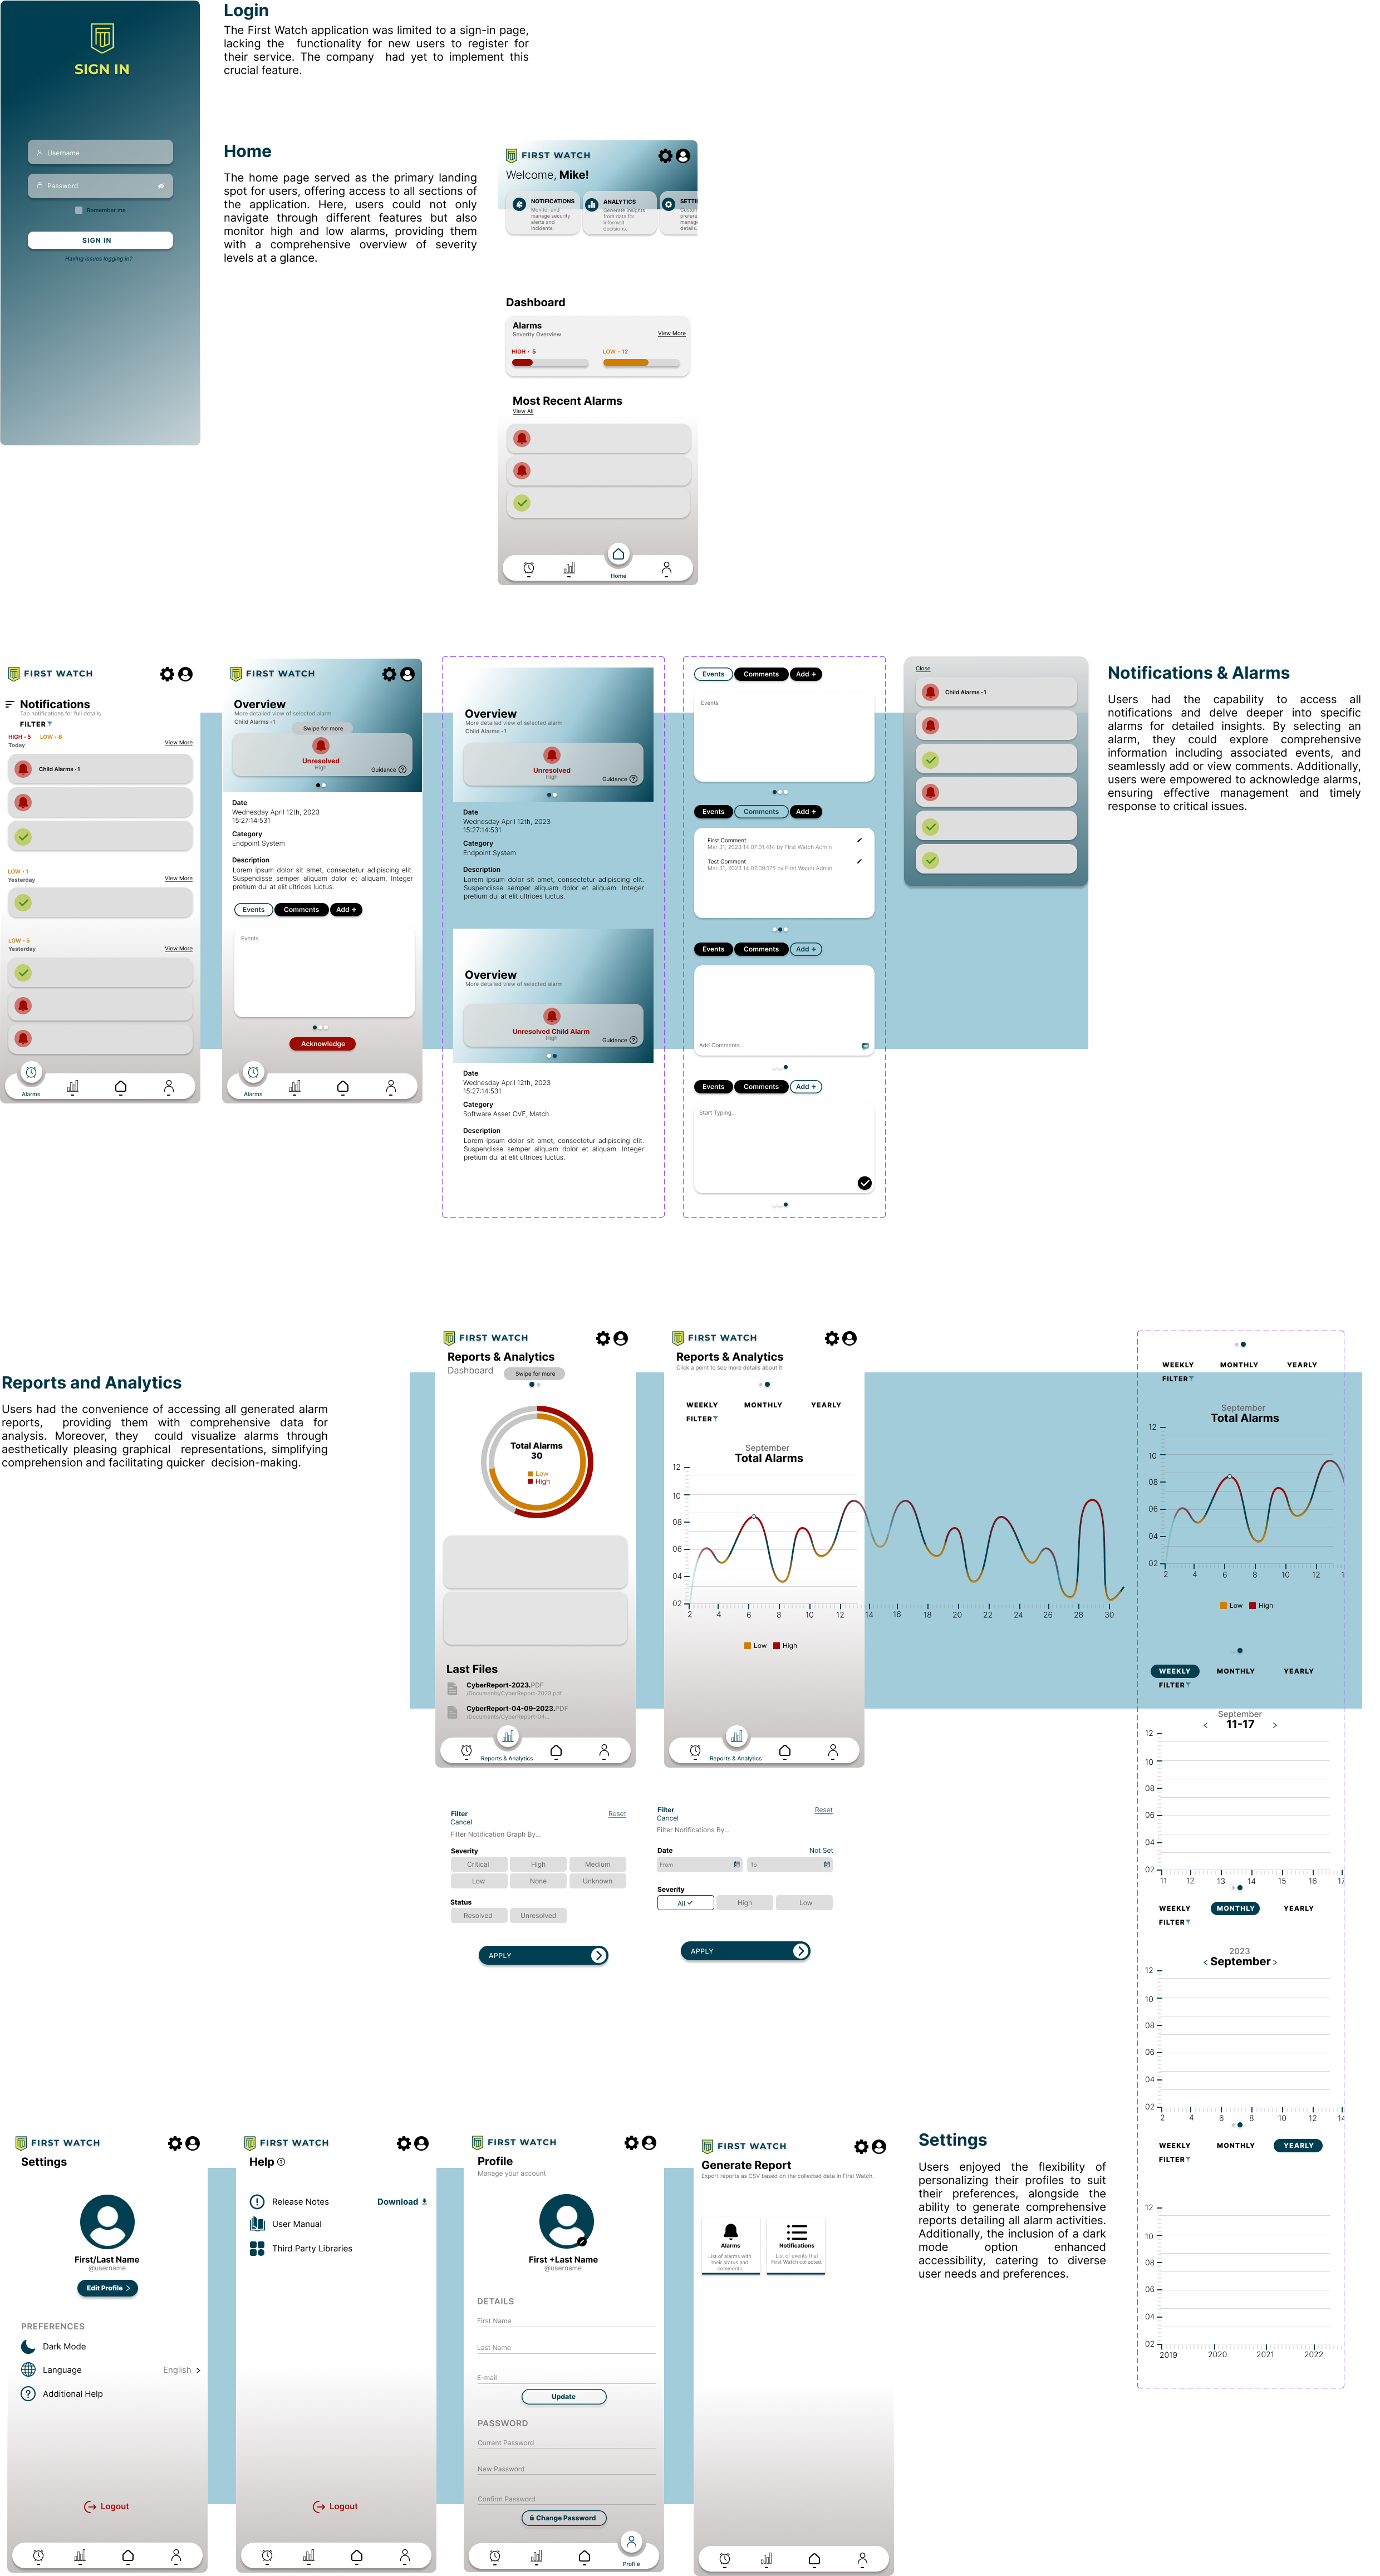 SIGN IN
Username
Password
Remember me
SIGN IN
Having issues logging in?
Login
The First Watch application was limited to a sign-in page,
lacking the functionality for new users to register for
their service. The company had yet to implement this
crucial feature.
Home
The home page served as the primary landing
spot for users, offering access to all sections of
the application. Here, users could not only
navigate through different features but also
monitor high and low alarms, providing them
with a comprehensive overview of severity
levels at a glance.
FIRST WATCH
Welcome, Mike!
NOTIFICATIONS
Monitor and
manage security
alerts and
incidents.
ANALYTICS
Generate insights
from data for
informed
decisions.
SETTI
Custom
prefere
manag
details.
Dashboard
Alarms
Severity Overview
View More
HIGH - 5
LOW - 12
Most Recent Alarms
View All
Home
FIRST WATCH
Notifications
Tap notifications for full details
FILTER
HIGH - 5 LOW - 6
Today
View More
Child Alarms -1
LOW - 1
Yesterday
View More
LOW - 5
Yesterday
View More
Alarms
FIRST WATCH
Overview
More detailed view of selected alarm
Child Alarms -1
Swipe for more
Unresolved
High
Guidance ?
Date
Wednesday April 12th, 2023
15:27:14:531
Category
Endpoint System
Description
Lorem ipsum dolor sit amet, consectetur adipiscing elit.
Suspendisse semper aliquam dolor et aliquam. Integer
pretium dui at elit ultrices luctus.
Events Comments Add +
Events
Acknowledge
Alarms
Overview
More detailed view of selected alarm
Child Alarms -1
Unresolved
High
Guidance ?
Date
Wednesday April 12th, 2023
15:27:14:531
Category
Endpoint System
Description
Lorem ipsum dolor sit amet, consectetur adipiscing elit.
Suspendisse semper aliquam dolor et aliquam. Integer
pretium dui at elit ultrices luctus.
Overview
More detailed view of selected alarm
Unresolved Child Alarm
High
Guidance ?
Date
Wednesday April 12th, 2023
15:27:14:531
Category
Software Asset CVE, Match
Description
Lorem ipsum dolor sit amet, consectetur adipiscing elit.
Suspendisse semper aliquam dolor et aliquam. Integer
pretium dui at elit ultrices luctus.
Events Comments Add +
Events
Events Comments Add +
First Comment
Mar 31, 2023 14:07:01:414 by First Watch Admin
Test Comment
Mar 31, 2023 14:07:09:176 by First Watch Admin
Events Comments Add +
Add Comments
Events Comments Add +
Start Typing...
Close
Child Alarms -1
Notifications & Alarms
Users had the capability to access all
notifications and delve deeper into specific
alarms for detailed insights. By selecting an
alarm, they could explore comprehensive
information including associated events, and
seamlessly add or view comments. Additionally,
users were empowered to acknowledge alarms,
ensuring effective management and timely
response to critical issues.
Reports and Analytics
Users had the convenience of accessing all generated alarm
reports, providing them with comprehensive data for
analysis. Moreover, they could visualize alarms through
aesthetically pleasing graphical representations, simplifying
comprehension and facilitating quicker decision-making.
FIRST WATCH
Reports & Analytics
Dashboard
Swipe for more
Total Alarms
30
Low
High
Last Files
CyberReport-2023.PDF
/Documents/CyberReport-2023.pdf
CyberReport-04-09-2023.PDF
/Documents/CyberReport-04...
Reports & Analytics
FIRST WATCH
Reports & Analytics
Click a point to see more details about it
WEEKLY MONTHLY YEARLY
FILTER
September
Total Alarms
12
10
08
06
04
02
2 4 6 8 10 12 14 16 18 20 22 24 26 28 30
Low High
Reports & Analytics
WEEKLY MONTHLY YEARLY
FILTER
September
Total Alarms
12
10
08
06
04
02
2 4 6 8 10 12 1
Low High
WEEKLY MONTHLY YEARLY
FILTER
September
< 11-17 >
12
10
08
06
04
02
11 12 13 14 15 16 17
WEEKLY MONTHLY YEARLY
FILTER
2023
< September >
12
10
08
06
04
02
2 4 6 8 10 12 14
WEEKLY MONTHLY YEARLY
FILTER
12
10
08
06
04
02
2019 2020 2021 2022
Filter
Reset
Cancel
Filter Notification Graph By...
Severity
Critical High Medium
Low None Unknown
Status
Resolved Unresolved
APPLY
Filter
Reset
Cancel
Filter Notifications By...
Date
Not Set
From
To
Severity
All High Low
APPLY
FIRST WATCH
Settings
First/Last Name
@username
Edit Profile >
PREFERENCES
Dark Mode
Language
English >
Additional Help
Logout
FIRST WATCH
Help ?
Release Notes
Download
User Manual
Third Party Libraries
Logout
FIRST WATCH
Profile
Manage your account
First +Last Name
@username
DETAILS
First Name
Last Name
E-mail
Update
PASSWORD
Current Password
New Password
Confirm Password
Change Password
Profile
FIRST WATCH
Generate Report
Export reports as CSV based on the collected data in First Watch.
Alarms
List of alarms with
their status and
comments
Notifications
List of events that
First Watch collected.
Settings
Users enjoyed the flexibility of
personalizing their profiles to suit
their preferences, alongside the
ability to generate comprehensive
reports detailing all alarm activities.
Additionally, the inclusion of a dark
mode option enhanced
accessibility, catering to diverse
user needs and preferences.